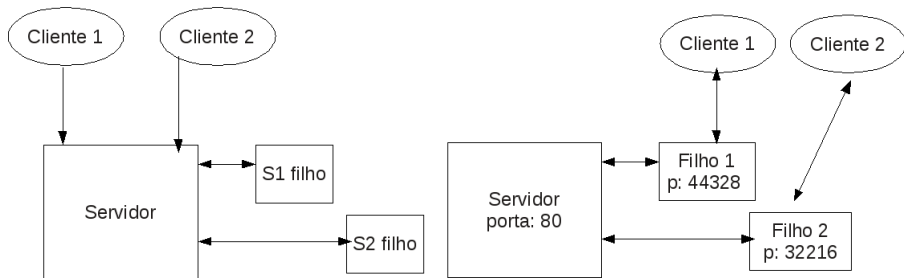 Cliente 1
Cliente 2
S1 filho
Servidor
S2 filho
Cliente 1
Cliente 2
Filho 1
p: 44328
Servidor
porta: 80
Filho 2
p: 32216